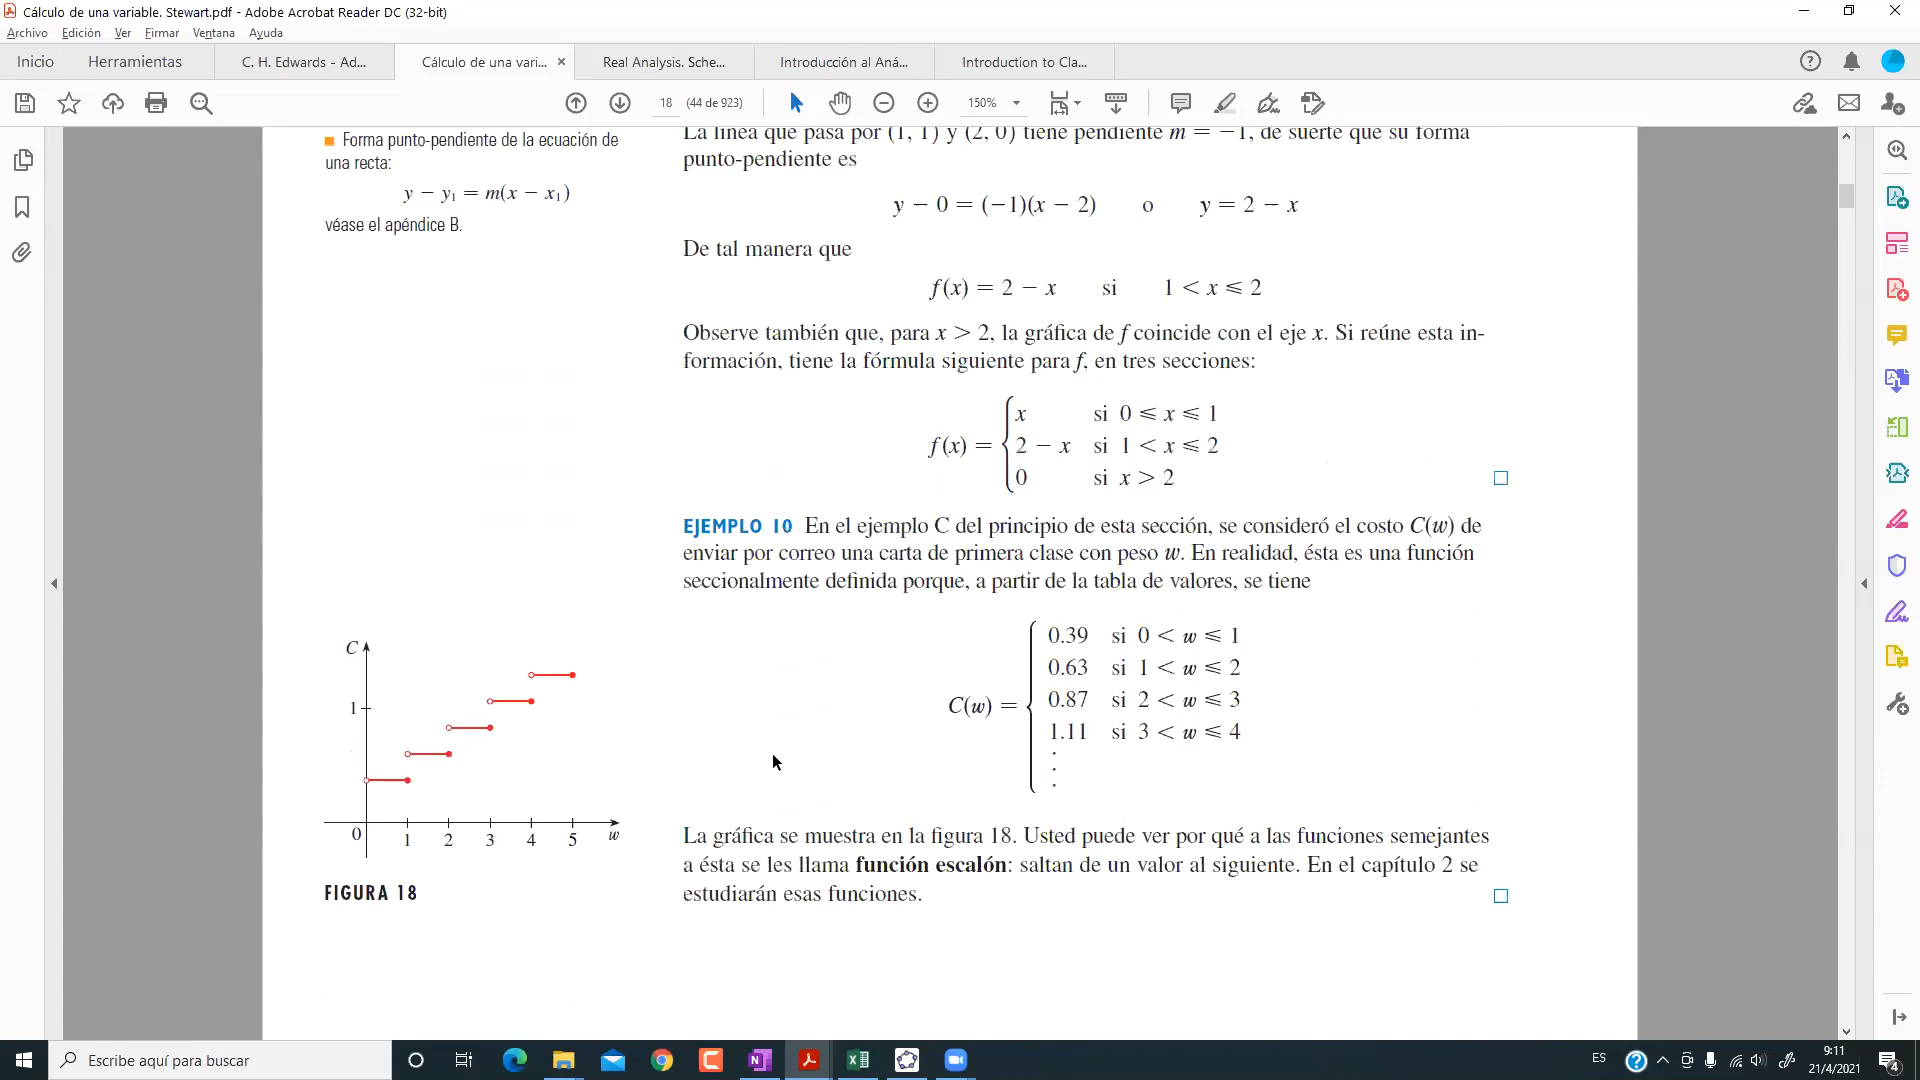 Cálculo de una variable. Stewart.pdf - Adobe Acrobat Reader DC (32-bit)
Archivo Edición Ver Firmar Ventana Ayuda
Inicio Herramientas C. H. Edwards - Ad... Cálculo de una vari... × Real Analysis. Sche... Introducción al Aná... Introduction to Cla...
18 (44 de 923) 150%
Forma punto-pendiente de la ecuación de
una recta:
y − y₁ = m(x − x₁)
véase el apéndice B.
La línea que pasa por (1, 1) y (2, 0) tiene pendiente m = −1, de suerte que su forma
punto-pendiente es
y − 0 = (−1)(x − 2) o y = 2 − x
De tal manera que
f(x) = 2 − x si 1 < x ⩽ 2
Observe también que, para x > 2, la gráfica de f coincide con el eje x. Si reúne esta in-
formación, tiene la fórmula siguiente para f, en tres secciones:
x si 0 ⩽ x ⩽ 1
f(x) = 2 − x si 1 < x ⩽ 2
0 si x > 2
EJEMPLO 10 En el ejemplo C del principio de esta sección, se consideró el costo C(w) de
enviar por correo una carta de primera clase con peso w. En realidad, ésta es una función
seccionalmente definida porque, a partir de la tabla de valores, se tiene
0.39 si 0 < w ⩽ 1
0.63 si 1 < w ⩽ 2
0.87 si 2 < w ⩽ 3
C(w) =
1.11 si 3 < w ⩽ 4
C
1
0 1 2 3 4 5 w
FIGURA 18
La gráfica se muestra en la figura 18. Usted puede ver por qué a las funciones semejantes
a ésta se les llama función escalón: saltan de un valor al siguiente. En el capítulo 2 se
estudiarán esas funciones.
Escribe aquí para buscar
ES
9:11
21/4/2021
4